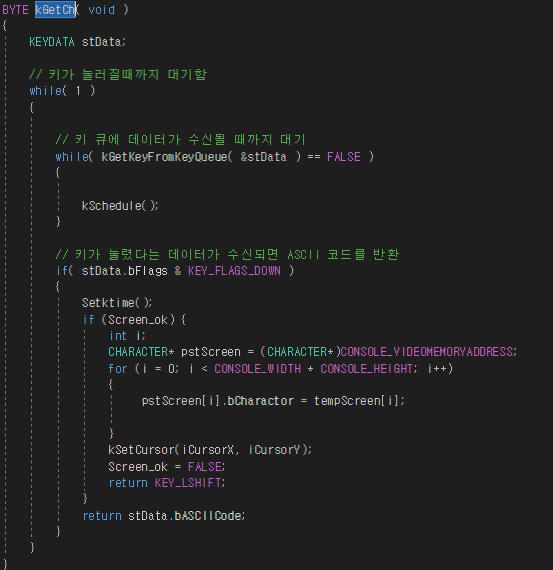 BYTE kGetCh( void )
{
KEYDATA stData;
// 키가 눌러질때까지 대기함
while( 1 )
{
// 키 큐에 데이터가 수신될 때까지 대기
while( kGetKeyFromKeyQueue( &stData ) == FALSE )
{
kSchedule();
}
// 키가 눌렸다는 데이터가 수신되면 ASCII 코드를 반환
if( stData.bFlags & KEY_FLAGS_DOWN )
{
Setktime();
if (Screen_ok) {
int i;
CHARACTER* pstScreen = (CHARACTER*)CONSOLE_VIDEOMEMORYADDRESS;
for (i = 0; i < CONSOLE_WIDTH * CONSOLE_HEIGHT; i++)
{
pstScreen[i].bCharactor = tempScreen[i];
}
kSetCursor(iCursorX, iCursorY);
Screen_ok = FALSE;
return KEY_LSHIFT;
}
return stData.bASCIICode;
}
}
}